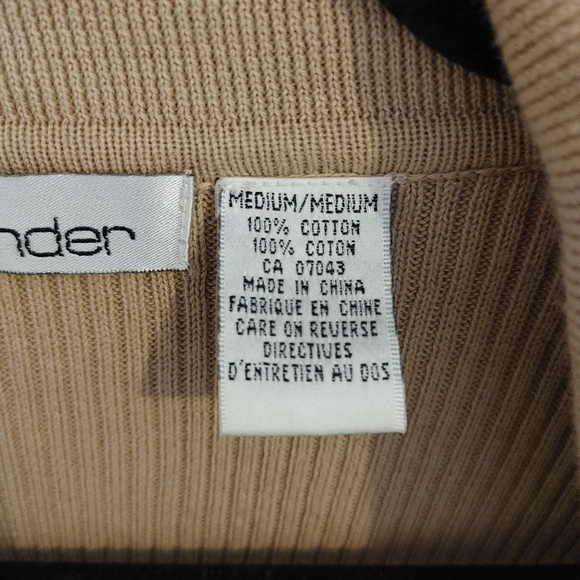 nder
MEDIUM/MEDIUM
100% COTTON
100% COTON
CA 07043
MADE IN CHINA
FABRIQUE EN CHINE
CARE ON REVERSE
DIRECTIVES
D'ENTRETIEN AU DOS